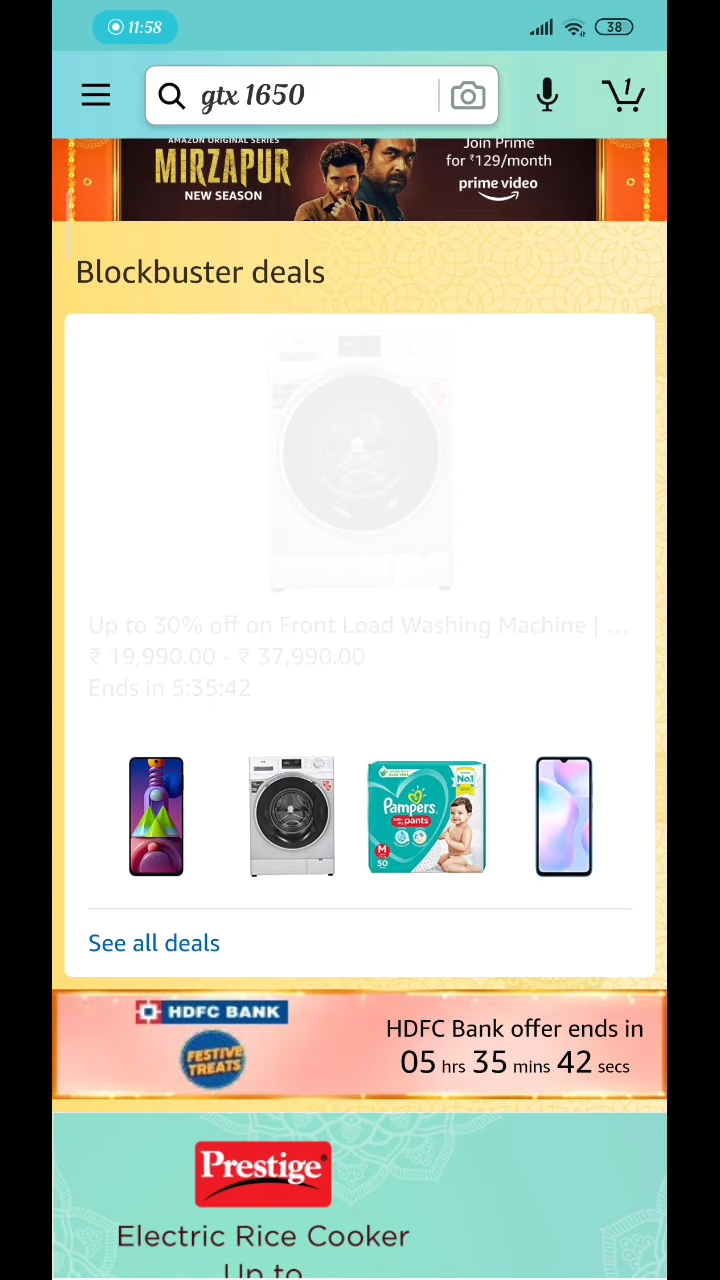 11:58
38
gtx 1650
1
AMAZON ORIGINAL SERIES
MIRZAPUR
NEW SEASON
Join Prime
for ₹129/month
prime video
Blockbuster deals
Up to 30% off on Front Load Washing Machine | ...
₹ 19,990.00 - ₹ 37,990.00
Ends in 5:35:42
No.1
Pampers
pants
M
50
See all deals
HDFC BANK
FESTIVE
TREATS
HDFC Bank offer ends in
05 hrs 35 mins 42 secs
Prestige
Electric Rice Cooker
Up to